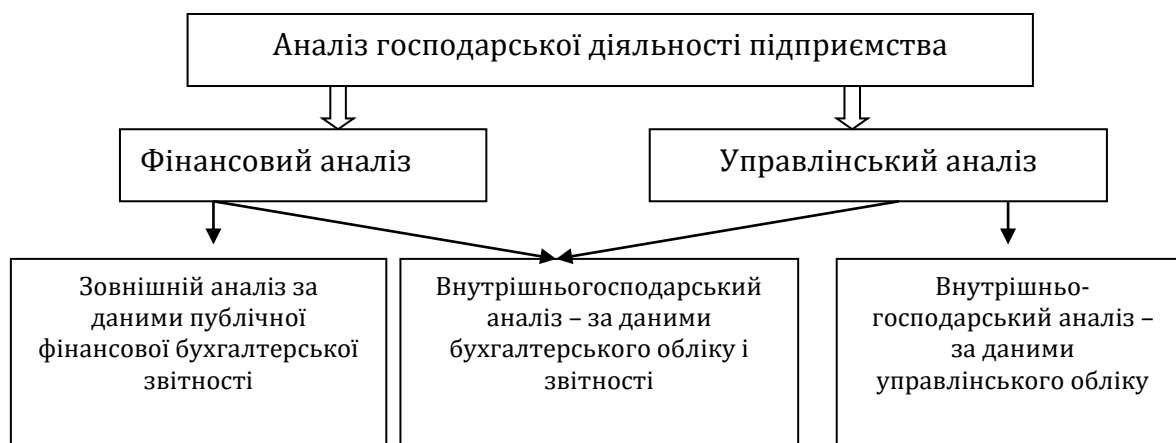 Аналіз господарської діяльності підприємства
Фінансовий аналіз
Управлінський аналіз
Зовнішній аналіз за
даними публічної
фінансової бухгалтерської
звітності
Внутрішньогосподарський
аналіз – за даними
бухгалтерського обліку і
звітності
Внутрішньо-
господарський аналіз –
за даними
управлінського обліку